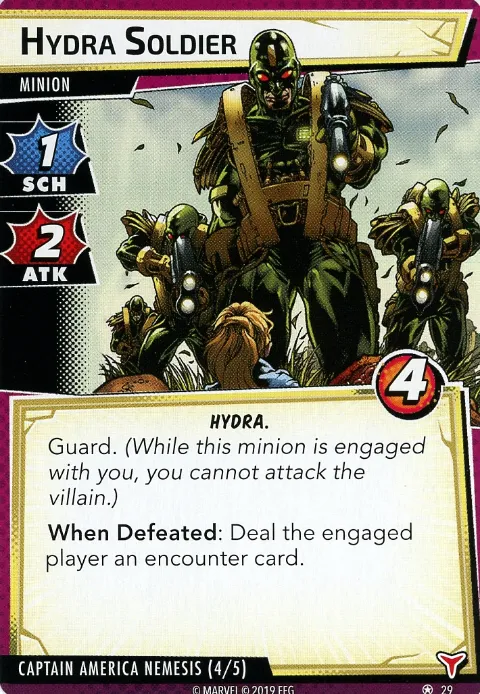 HYDRA SOLDIER
MINION
1
SCH
2
ATK
4
HYDRA.
Guard. (While this minion is engaged
with you, you cannot attack the
villain.)
When Defeated: Deal the engaged
player an encounter card.
CAPTAIN AMERICA NEMESIS (4/5)
© MARVEL © 2019 FFG
29